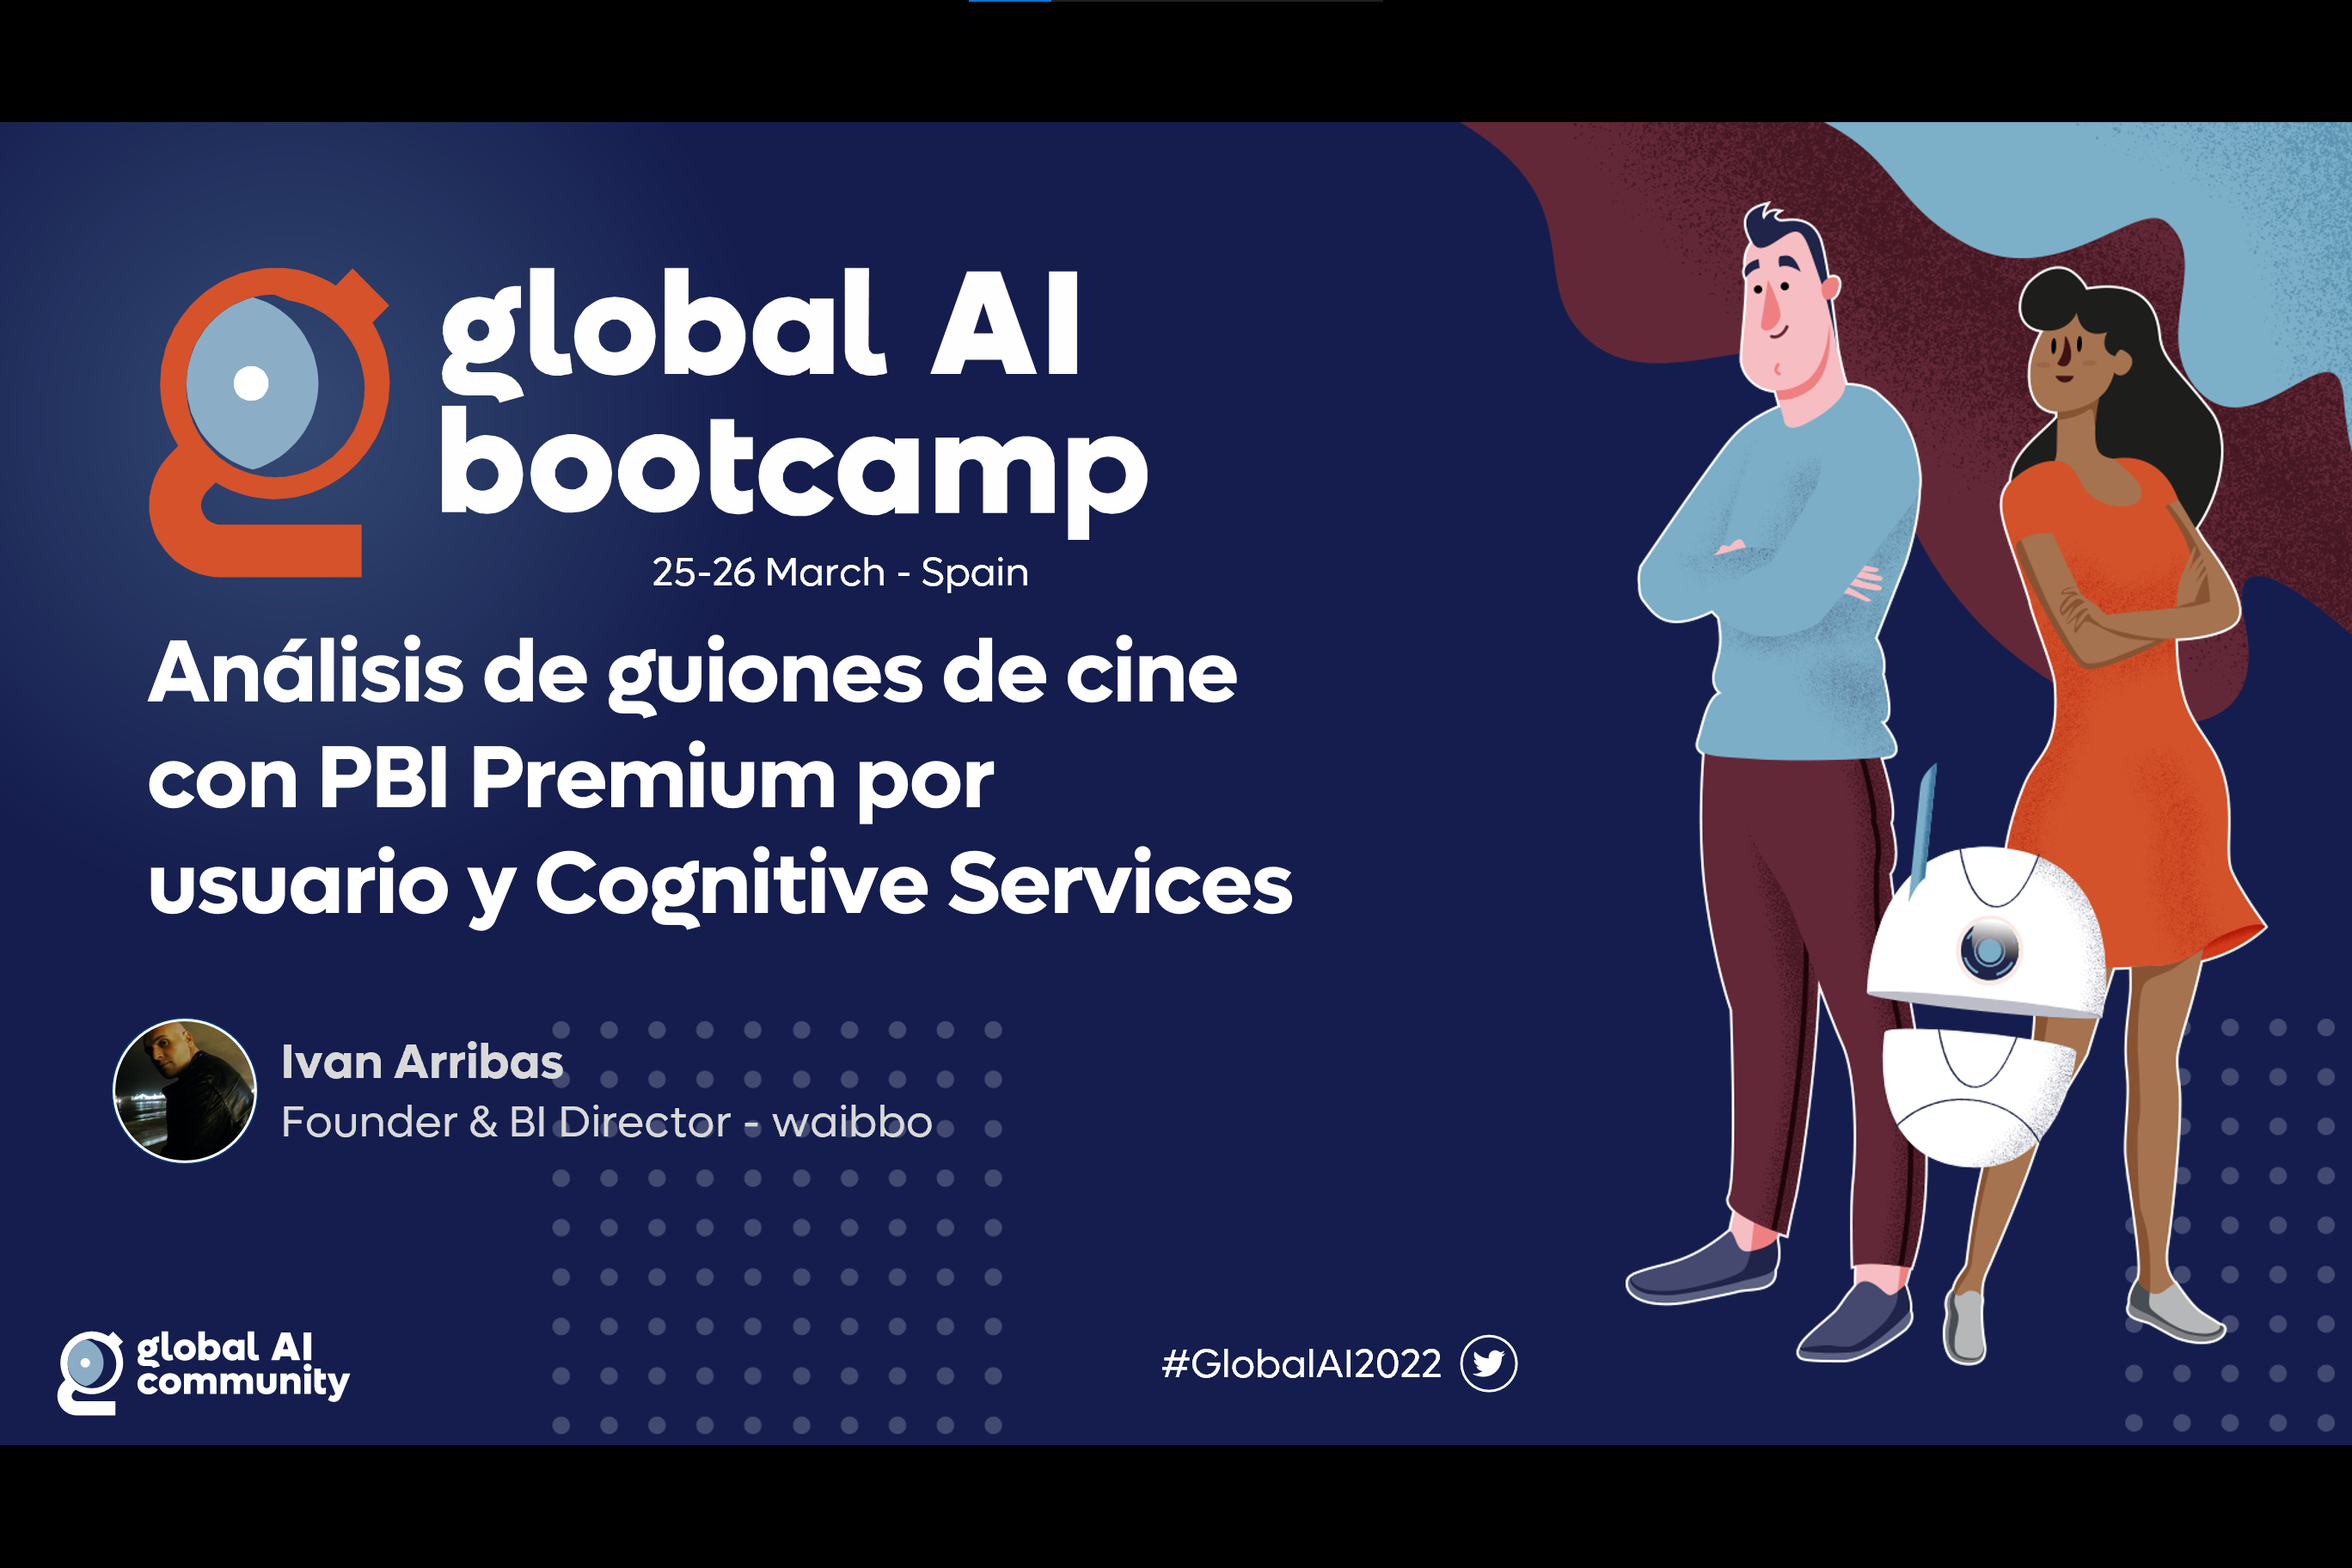 global AI
bootcamp
25-26 March - Spain
Análisis de guiones de cine
con PBI Premium por
usuario y Cognitive Services
Ivan Arribas
Founder & BI Director - waibbo
global AI
community
#GlobalAI2022